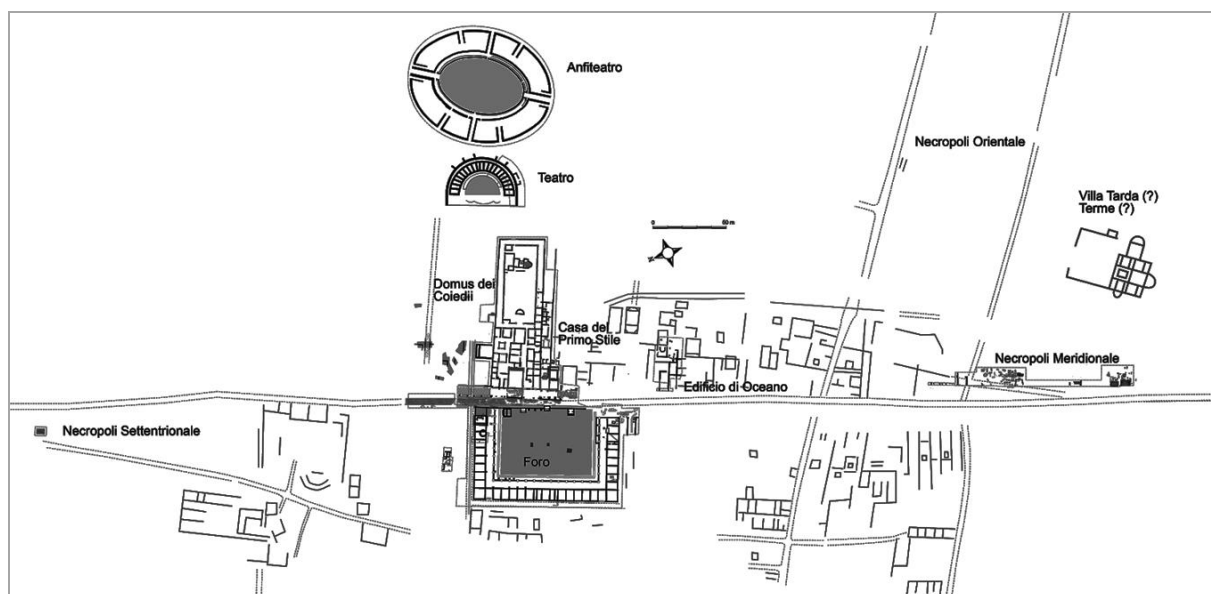 Anfiteatro
Necropoli Orientale
Teatro
Villa Tarda (?)
Terme (?)
0 50 m
N
Domus dei
Coiedii
Casa del
Primo Stile
Necropoli Meridionale
Edificio di Oceano
Necropoli Settentrionale
Foro